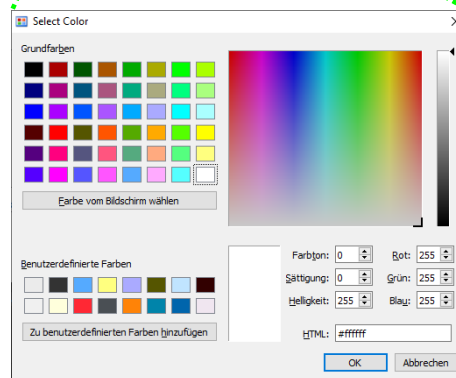 Select Color
Grundfarben
Farbe vom Bildschirm wählen
Benutzerdefinierte Farben
Zu benutzerdefinierten Farben hinzufügen
Farbton: 0 Rot: 255
Sättigung: 0 Grün: 255
Helligkeit: 255 Blau: 255
HTML: #ffffff
OK Abbrechen